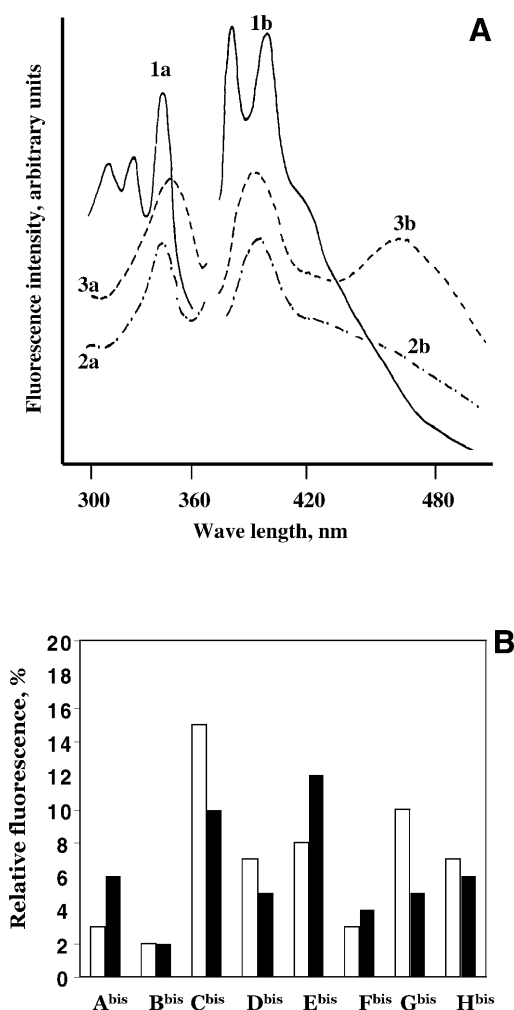 A
1a
1b
3a
3b
2a
2b
Fluorescence intensity, arbitrary units
300 360 420 480
Wave length, nm
B
Relative fluorescence, %
20
18
16
14
12
10
8
6
4
2
0
Aᵇⁱˢ Bᵇⁱˢ Cᵇⁱˢ Dᵇⁱˢ Eᵇⁱˢ Fᵇⁱˢ Gᵇⁱˢ Hᵇⁱˢ